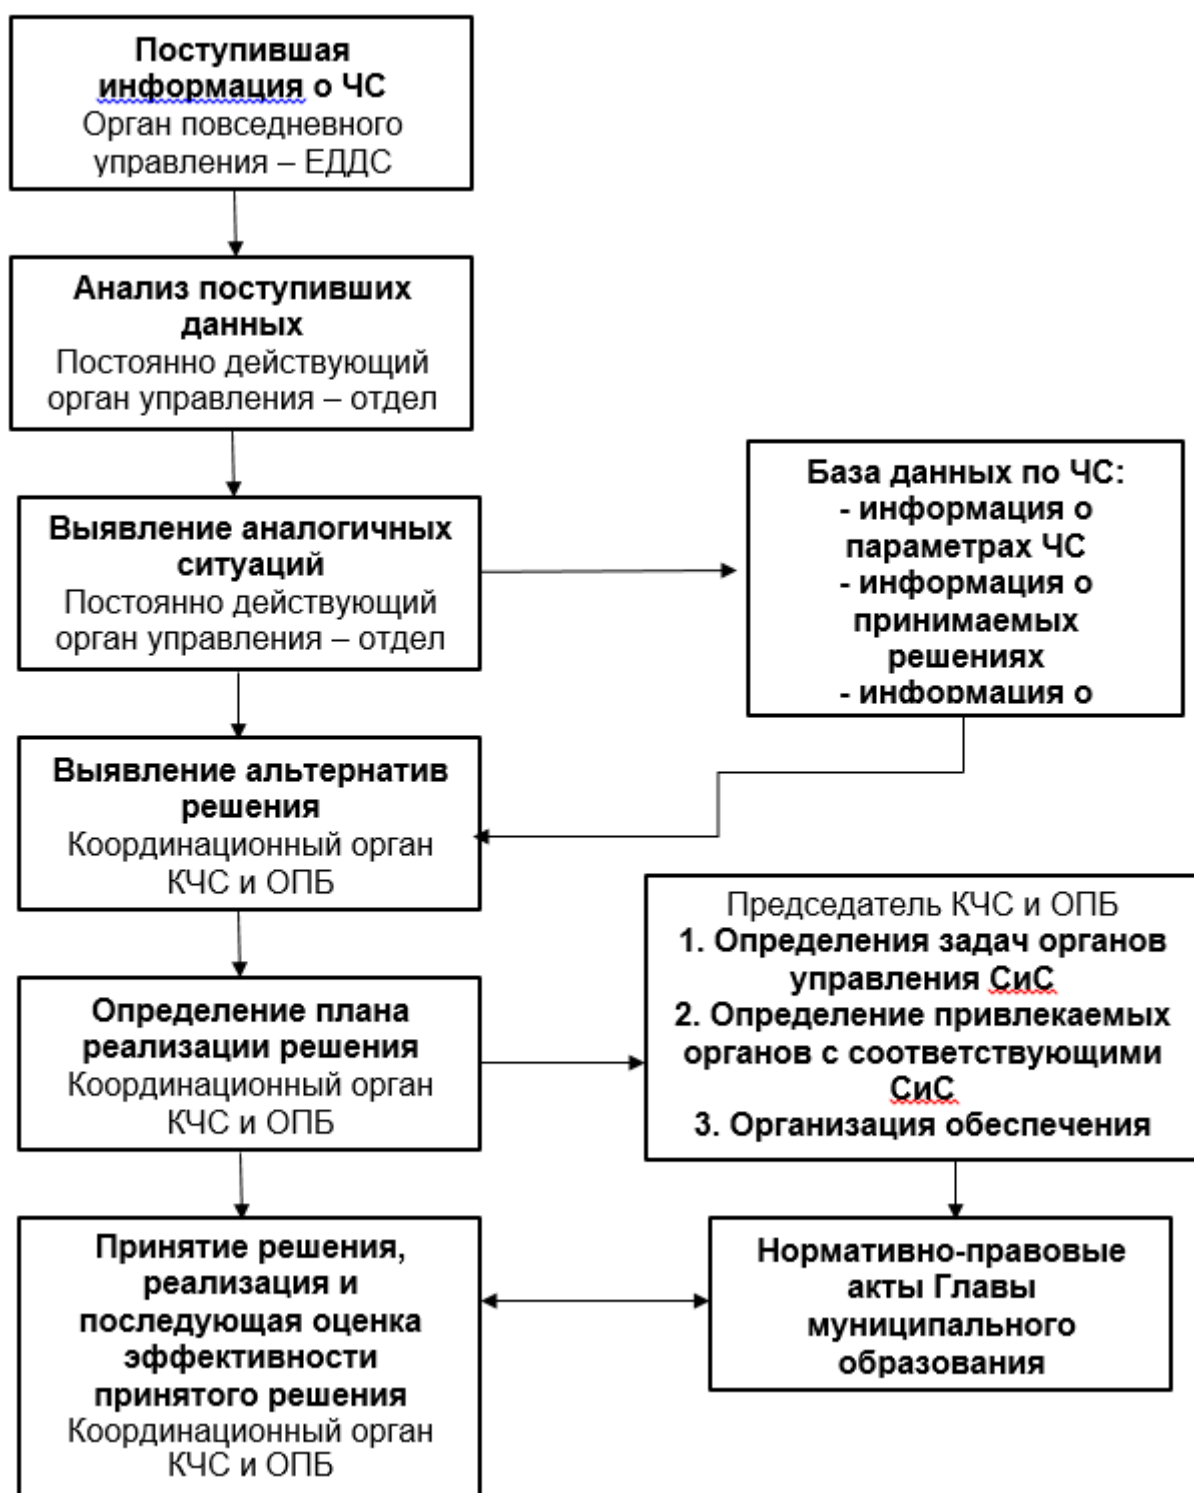 Поступившая
информация о ЧС
Орган повседневного
управления – ЕДДС
Анализ поступивших
данных
Постоянно действующий
орган управления – отдел
Выявление аналогичных
ситуаций
Постоянно действующий
орган управления – отдел
База данных по ЧС:
- информация о
параметрах ЧС
- информация о
принимаемых
решениях
- информация о
Выявление альтернатив
решения
Координационный орган
КЧС и ОПБ
Определение плана
реализации решения
Координационный орган
КЧС и ОПБ
Председатель КЧС и ОПБ
1. Определения задач органов
управления СиС
2. Определение привлекаемых
органов с соответствующими
СиС
3. Организация обеспечения
Принятие решения,
реализация и
последующая оценка
эффективности
принятого решения
Координационный орган
КЧС и ОПБ
Нормативно-правовые
акты Главы
муниципального
образования